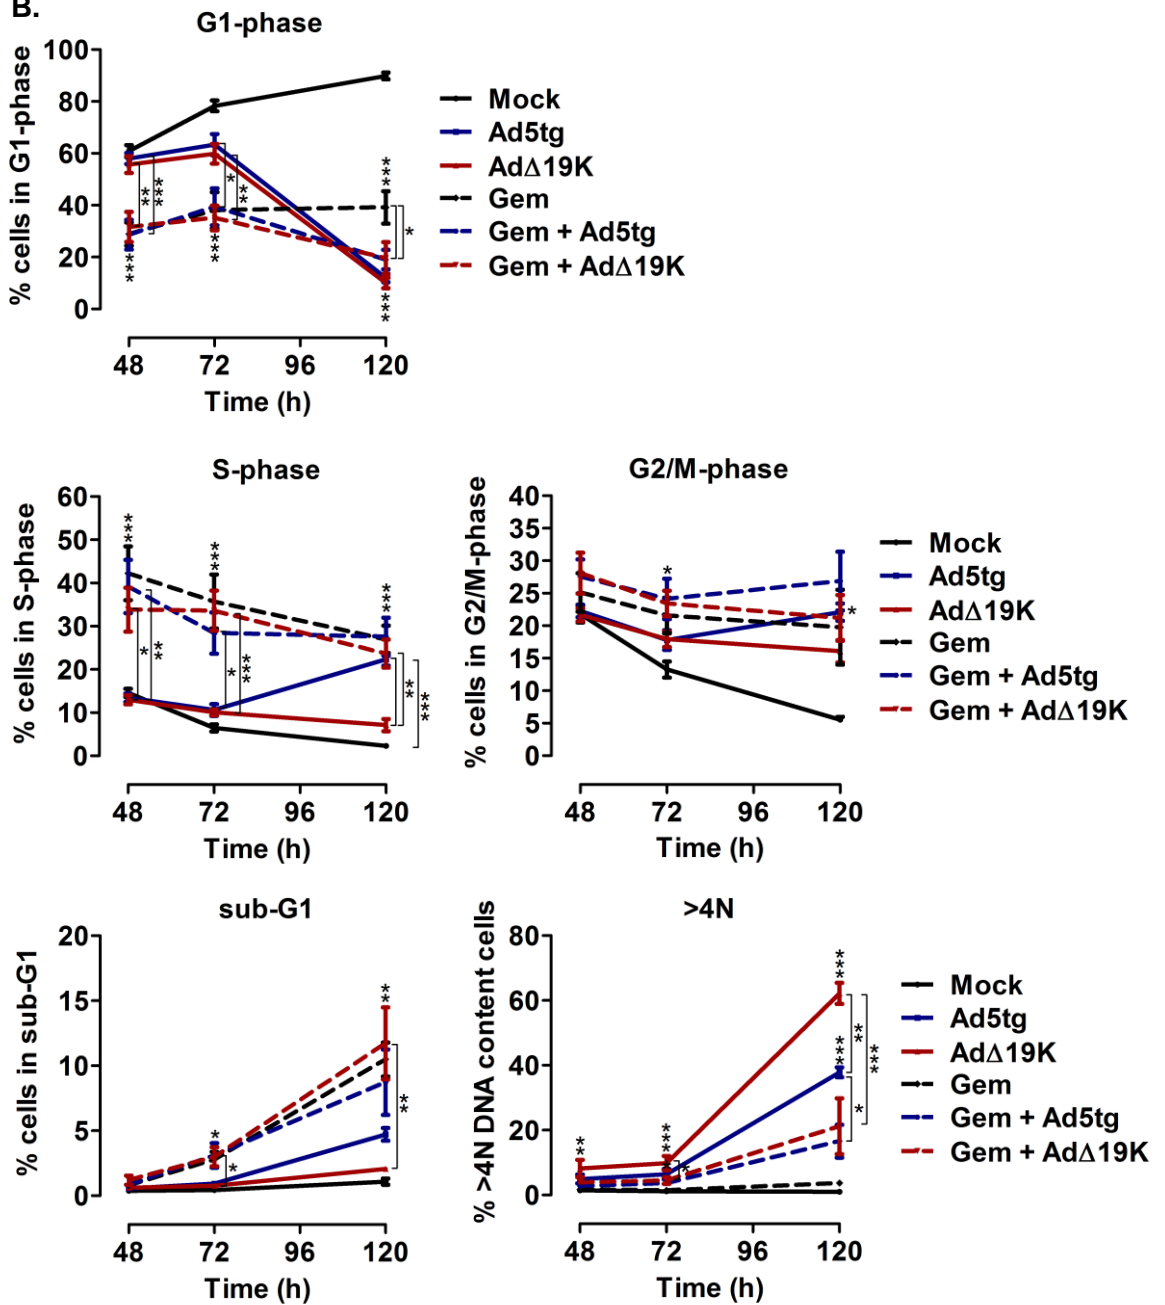 B.
G1-phase
% cells in G1-phase
100
80
60
40
20
0
48 72 96 120
Time (h)
***
**
***
*
**
***
***
*
***
Mock
Ad5tg
AdΔ19K
Gem
Gem + Ad5tg
Gem + AdΔ19K
S-phase
% cells in S-phase
60
50
40
30
20
10
0
48 72 96 120
Time (h)
***
*
**
***
*
***
***
**
***
G2/M-phase
% cells in G2/M-phase
40
35
30
25
20
15
10
5
0
48 72 96 120
Time (h)
*
*
Mock
Ad5tg
AdΔ19K
Gem
Gem + Ad5tg
Gem + AdΔ19K
sub-G1
% cells in sub-G1
20
15
10
5
0
48 72 96 120
Time (h)
*
*
**
**
>4N
% >4N DNA content cells
80
60
40
20
0
48 72 96 120
Time (h)
**
***
*
***
***
**
***
*
Mock
Ad5tg
AdΔ19K
Gem
Gem + Ad5tg
Gem + AdΔ19K